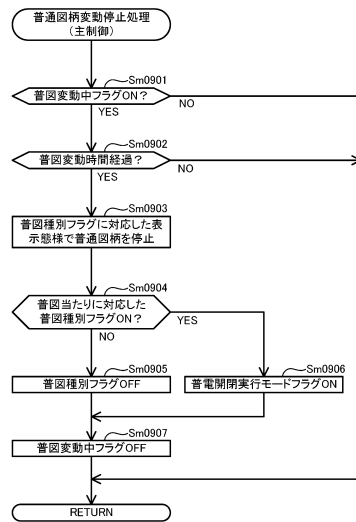 普通図柄変動停止処理
（主制御）
Sm0901
普図変動中フラグON？
NO
YES
Sm0902
普図変動時間経過？
NO
YES
Sm0903
普図種別フラグに対応した表
示態様で普通図柄を停止
Sm0904
普図当たりに対応した
普図種別フラグON？
YES
NO
Sm0905
普図種別フラグOFF
Sm0906
普電開閉実行モードフラグON
Sm0907
普図変動中フラグOFF
RETURN